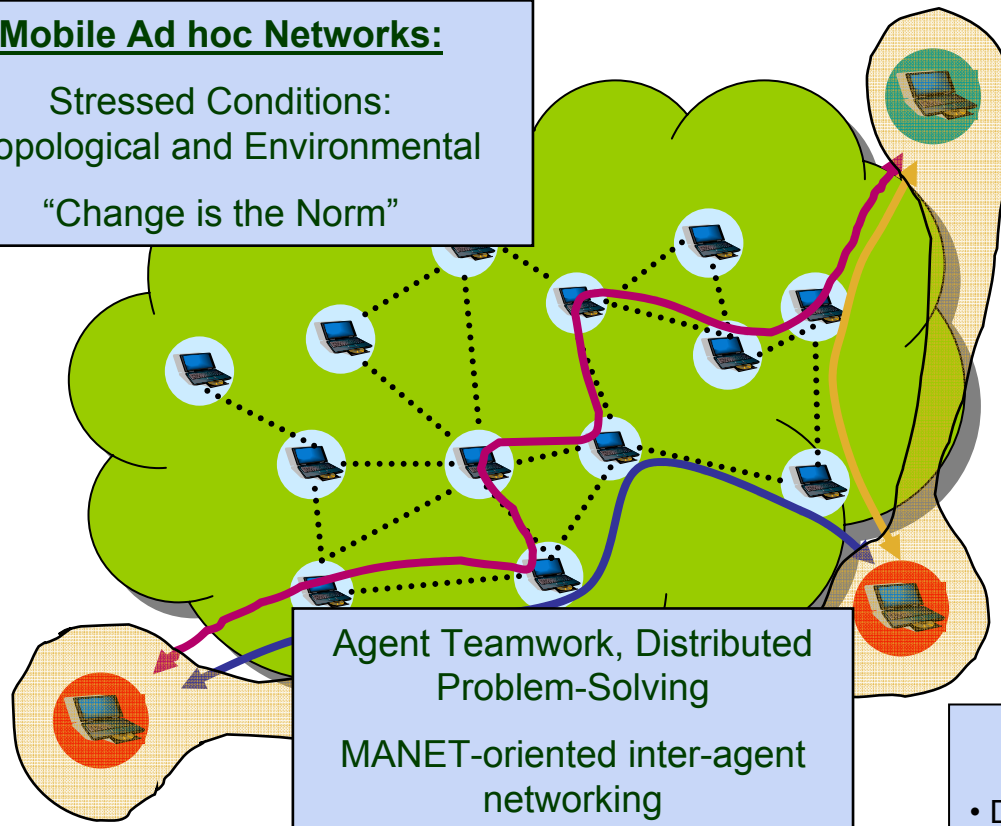 Mobile Ad hoc Networks:
Stressed Conditions:
opological and Environmental
“Change is the Norm”
Agent Teamwork, Distributed
Problem-Solving
MANET-oriented inter-agent
networking
• D